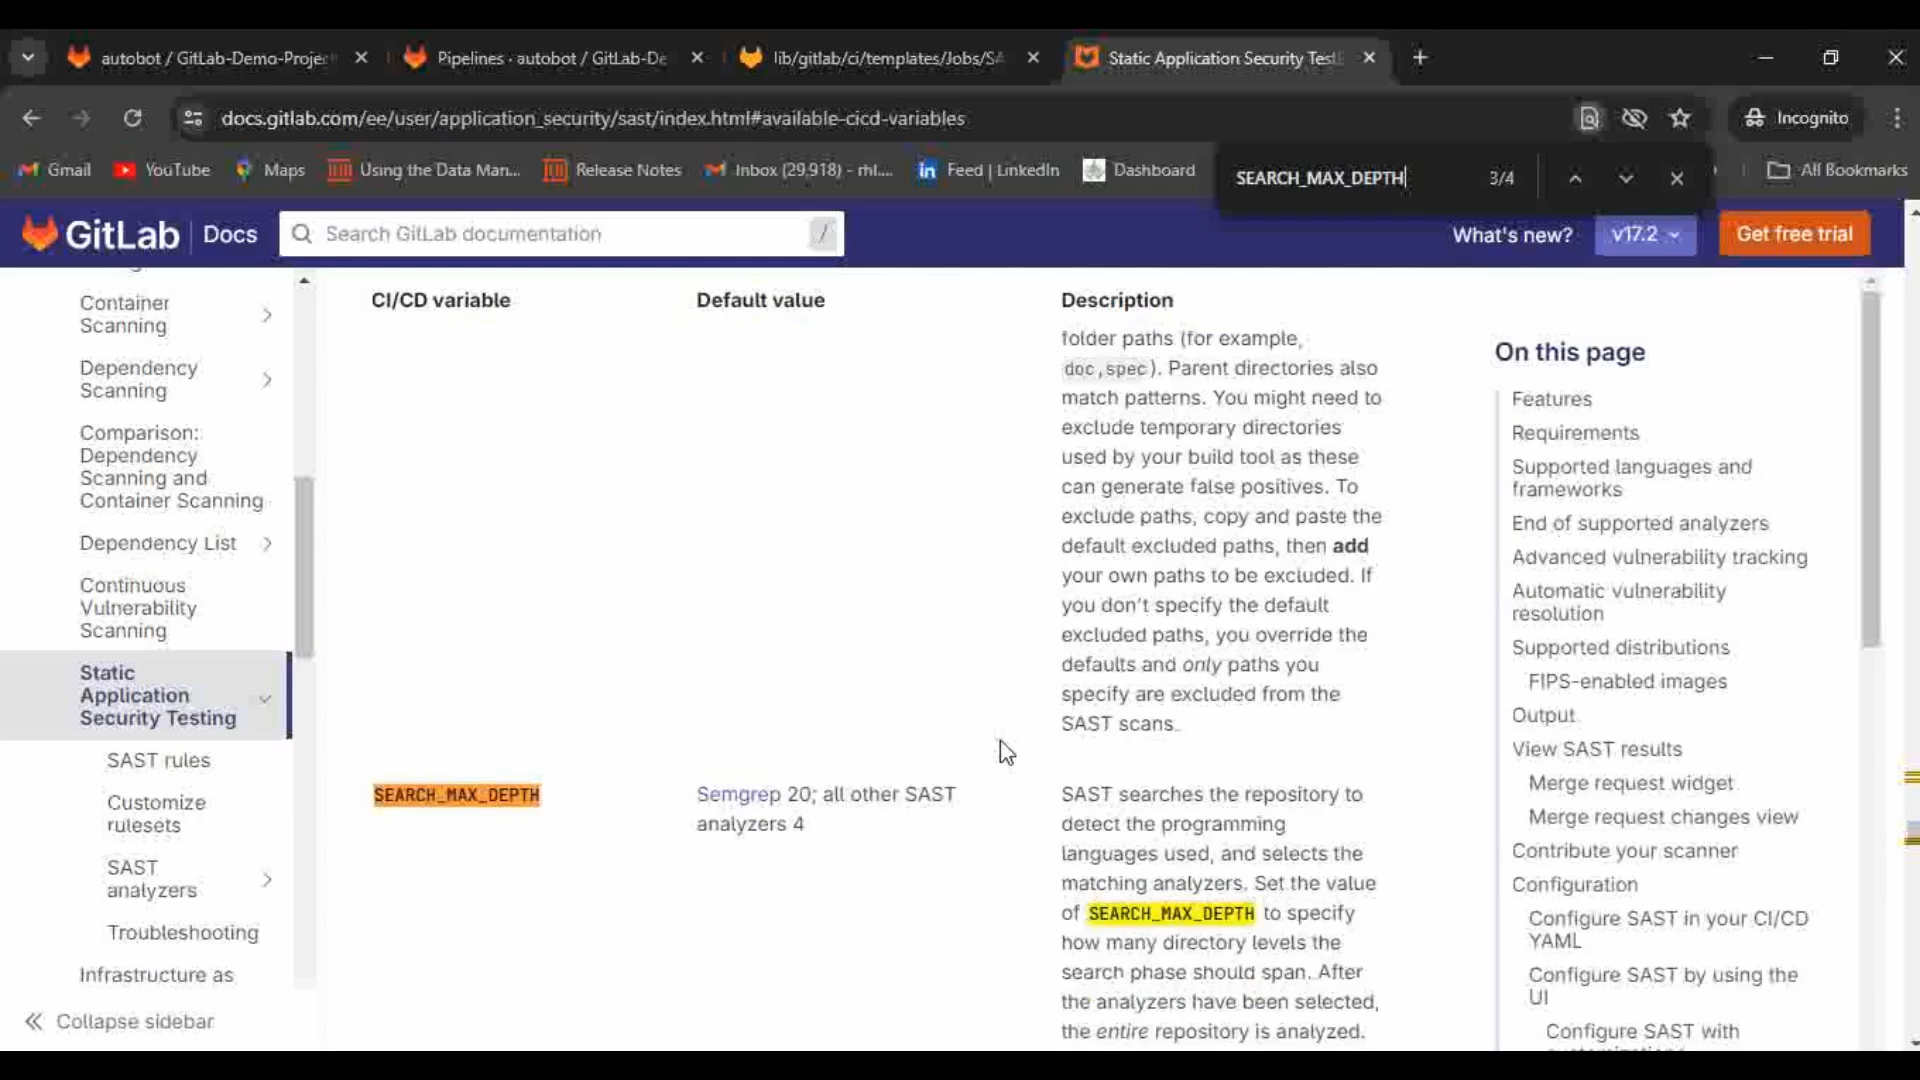 autobot / GitLab-Demo-Projec
Pipelines · autobot / GitLab-De
lib/gitlab/ci/templates/Jobs/SA
Static Application Security Test
docs.gitlab.com/ee/user/application_security/sast/index.html#available-cicd-variables
Incognito
Gmail
YouTube
Maps
Using the Data Man...
Release Notes
Inbox (29,918) - rhl....
Feed | LinkedIn
Dashboard
SEARCH_MAX_DEPTH
3/4
All Bookmarks
GitLab
Docs
Search GitLab documentation
/
What's new?
v17.2
Get free trial
Container
Scanning
Dependency
Scanning
Comparison:
Dependency
Scanning and
Container Scanning
Dependency List
Continuous
Vulnerability
Scanning
Static
Application
Security Testing
SAST rules
Customize
rulesets
SAST
analyzers
Troubleshooting
Infrastructure as
Collapse sidebar
CI/CD variable
Default value
Description
folder paths (for example,
doc,spec). Parent directories also
match patterns. You might need to
exclude temporary directories
used by your build tool as these
can generate false positives. To
exclude paths, copy and paste the
default excluded paths, then add
your own paths to be excluded. If
you don't specify the default
excluded paths, you override the
defaults and only paths you
specify are excluded from the
SAST scans.
SEARCH_MAX_DEPTH
Semgrep 20; all other SAST
analyzers 4
SAST searches the repository to
detect the programming
languages used, and selects the
matching analyzers. Set the value
of SEARCH_MAX_DEPTH to specify
how many directory levels the
search phase should span. After
the analyzers have been selected,
the entire repository is analyzed.
On this page
Features
Requirements
Supported languages and
frameworks
End of supported analyzers
Advanced vulnerability tracking
Automatic vulnerability
resolution
Supported distributions
FIPS-enabled images
Output
View SAST results
Merge request widget
Merge request changes view
Contribute your scanner
Configuration
Configure SAST in your CI/CD
YAML
Configure SAST by using the
UI
Configure SAST with